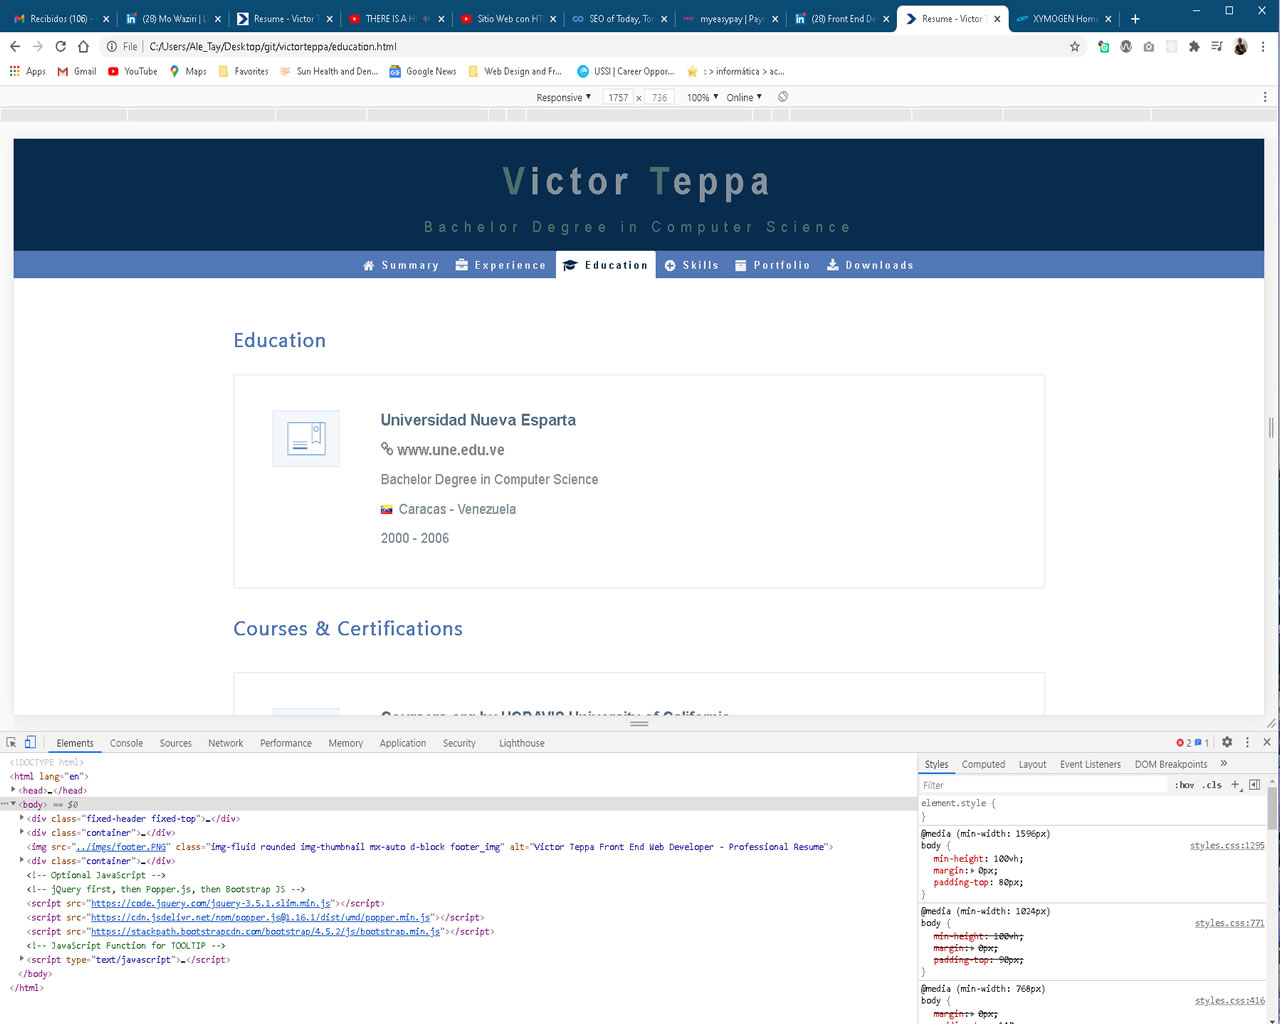 Recibidos (106) -
(28) Mo Waziri | L
Resume - Victor T
THERE IS A H
Sitio Web con HT
SEO of Today, To
myeasypay | Payr
(28) Front End De
Resume - Victor T
XYMOGEN Hom
File C:/Users/Ale_Tay/Desktop/git/victorteppa/education.html
Apps Gmail YouTube Maps Favorites Sun Health and Den... Google News Web Design and Fr... USSI | Career Oppor... : > informática > ac...
Responsive 1757 x 736 100% Online
Victor Teppa
Bachelor Degree in Computer Science
Summary Experience Education Skills Portfolio Downloads
Education
Universidad Nueva Esparta
www.une.edu.ve
Bachelor Degree in Computer Science
Caracas - Venezuela
2000 - 2006
Courses & Certifications
Elements Console Sources Network Performance Memory Application Security Lighthouse 2 1
<!DOCTYPE html>
<html lang="en">
<head>…</head>
<body> == $0
<div class="fixed-header fixed-top">…</div>
<div class="container">…</div>
<img src="../imgs/footer.PNG" class="img-fluid rounded img-thumbnail mx-auto d-block footer_img" alt="Victor Teppa Front End Web Developer - Professional Resume">
<div class="container">…</div>
<!-- Optional JavaScript -->
<!-- jQuery first, then Popper.js, then Bootstrap JS -->
<script src="https://code.jquery.com/jquery-3.5.1.slim.min.js"></script>
<script src="https://cdn.jsdelivr.net/npm/popper.js@1.16.1/dist/umd/popper.min.js"></script>
<script src="https://stackpath.bootstrapcdn.com/bootstrap/4.5.2/js/bootstrap.min.js"></script>
<!-- JavaScript Function for TOOLTIP -->
<script type="text/javascript">…</script>
</body>
</html>
Styles Computed Layout Event Listeners DOM Breakpoints »
Filter :hov .cls +
element.style {
}
@media (min-width: 1596px)
body { styles.css:1295
min-height: 100vh;
margin: 0px;
padding-top: 80px;
}
@media (min-width: 1024px)
body { styles.css:771
min-height: 100vh;
margin: 0px;
padding-top: 90px;
}
@media (min-width: 768px)
body { styles.css:416
margin: 0px;